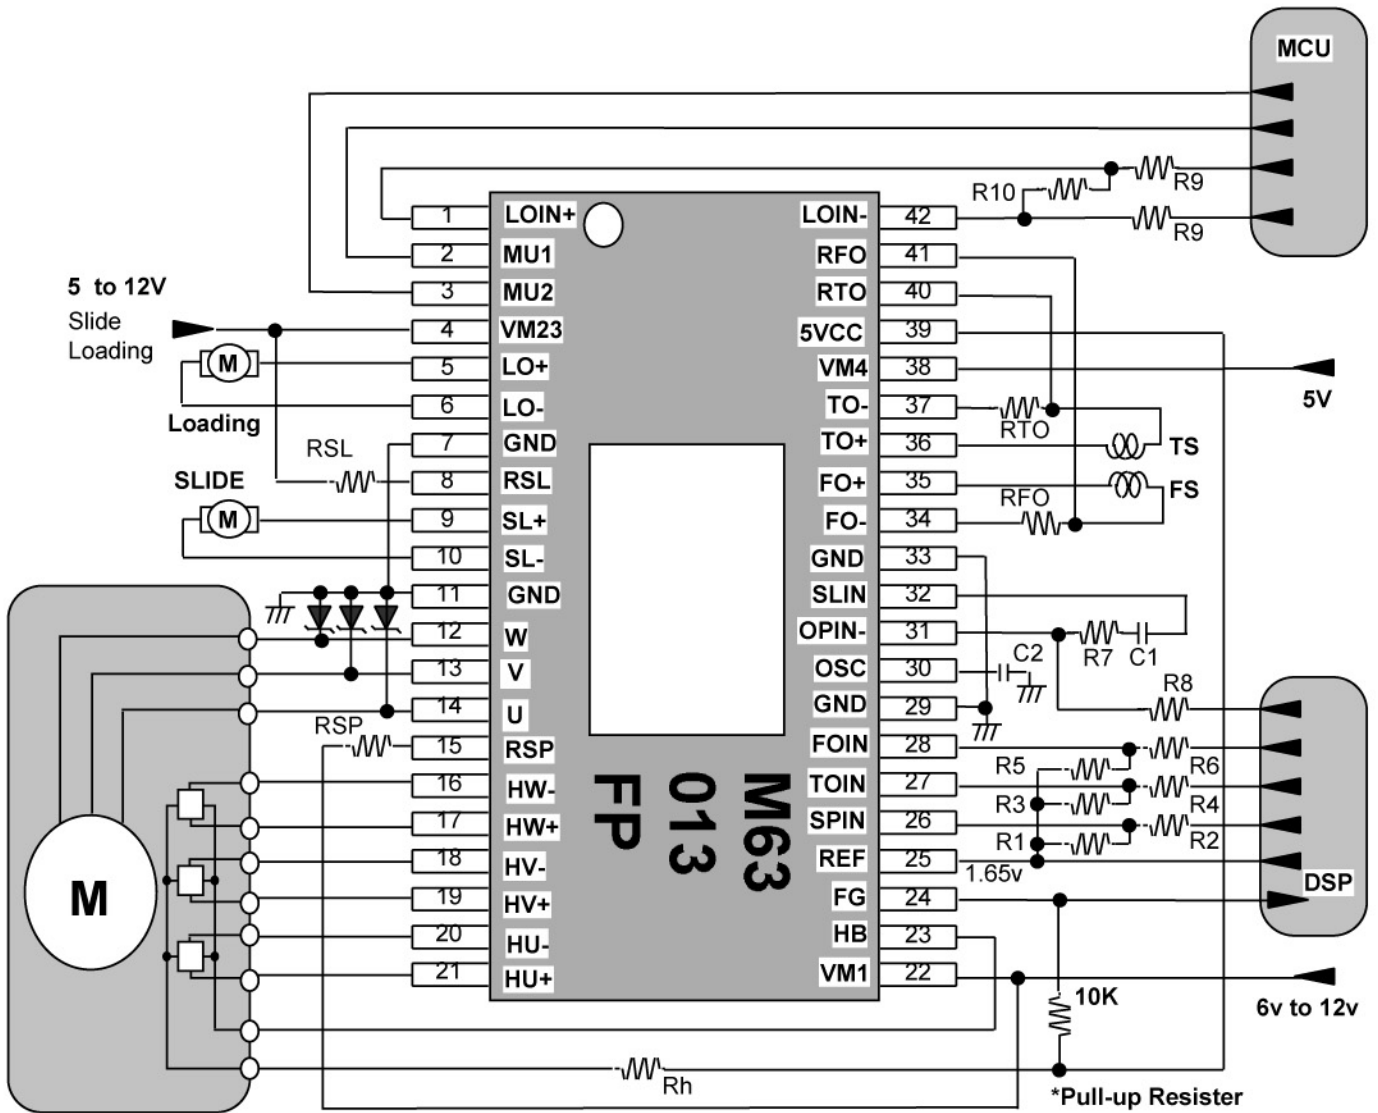 MCU
R9
R10
R9
1 LOIN+ LOIN- 42
2 MU1 RFO 41
3 MU2 RTO 40
5 to 12V
Slide
Loading
4 VM23 5VCC 39
M
5 LO+ VM4 38
5V
6 LO- TO- 37
Loading
RTO
7 GND TO+ 36
TS
RSL
8 RSL FO+ 35
FS
SLIDE
RFO
M
9 SL+ FO- 34
10 SL- GND 33
11 GND SLIN 32
12 W OPIN- 31
R7 C1
13 V OSC 30
C2
14 U GND 29
R8
RSP
15 RSP FOIN 28
R5 R6
16 HW- TOIN 27
R3 R4
17 HW+ SPIN 26
R1 R2
18 HV- REF 25
1.65v
DSP
19 HV+ FG 24
20 HU- HB 23
21 HU+ VM1 22
M63
013
FP
M
10K
6v to 12v
Rh
*Pull-up Resister